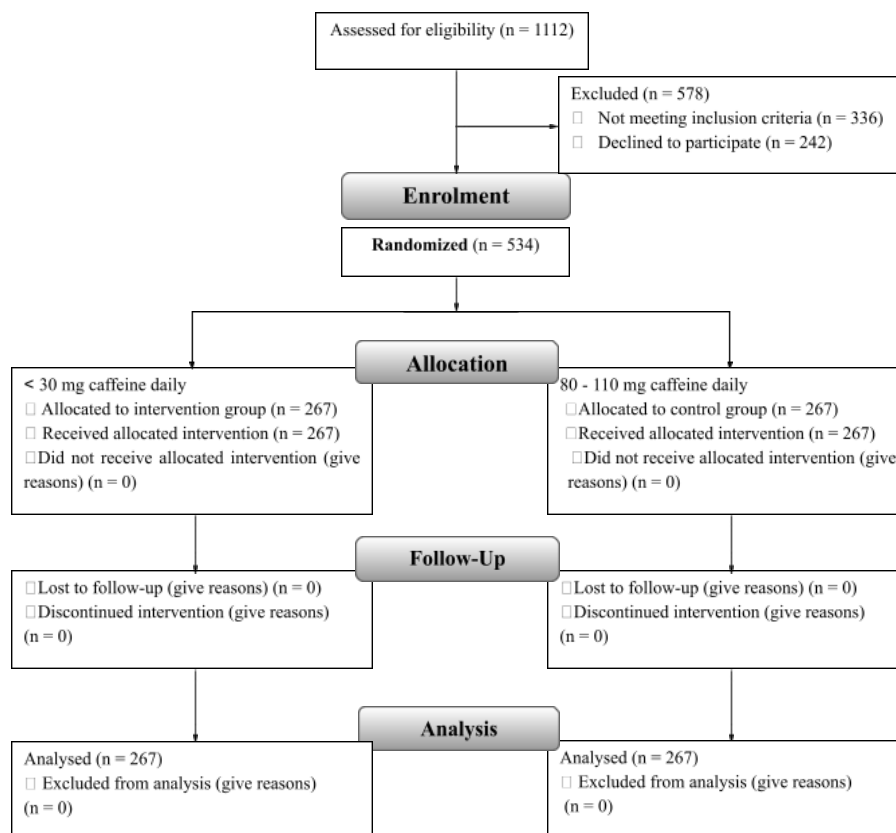 Assessed for eligibility (n = 1112)
Excluded (n = 578)
Not meeting inclusion criteria (n = 336)
Declined to participate (n = 242)
Enrolment
Randomized (n = 534)
Allocation
< 30 mg caffeine daily
Allocated to intervention group (n = 267)
Received allocated intervention (n = 267)
Did not receive allocated intervention (give
reasons) (n = 0)
80 - 110 mg caffeine daily
Allocated to control group (n = 267)
Received allocated intervention (n = 267)
Did not receive allocated intervention (give
reasons) (n = 0)
Follow-Up
Lost to follow-up (give reasons) (n = 0)
Discontinued intervention (give reasons)
(n = 0)
Lost to follow-up (give reasons) (n = 0)
Discontinued intervention (give reasons)
(n = 0)
Analysis
Analysed (n = 267)
Excluded from analysis (give reasons)
(n = 0)
Analysed (n = 267)
Excluded from analysis (give reasons)
(n = 0)